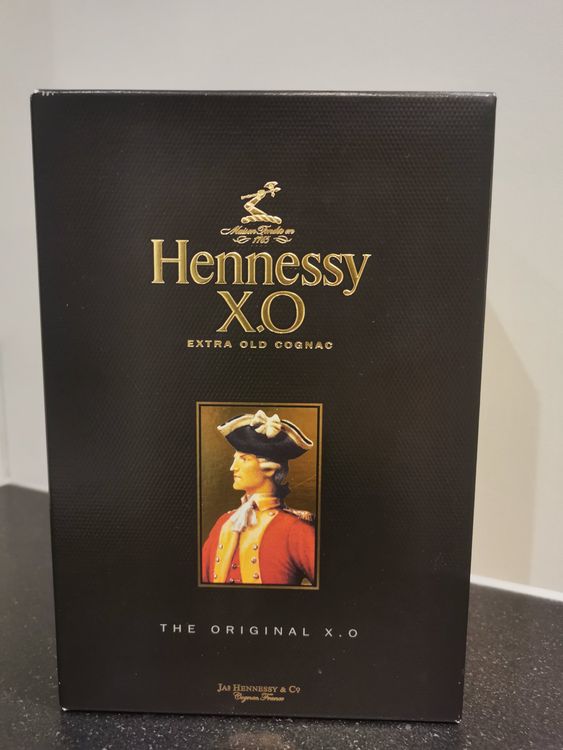 Maison Fondée en
1765
Hennessy
X.O
EXTRA OLD COGNAC
THE ORIGINAL X.O
JAS HENNESSY & CO
Cognac, France